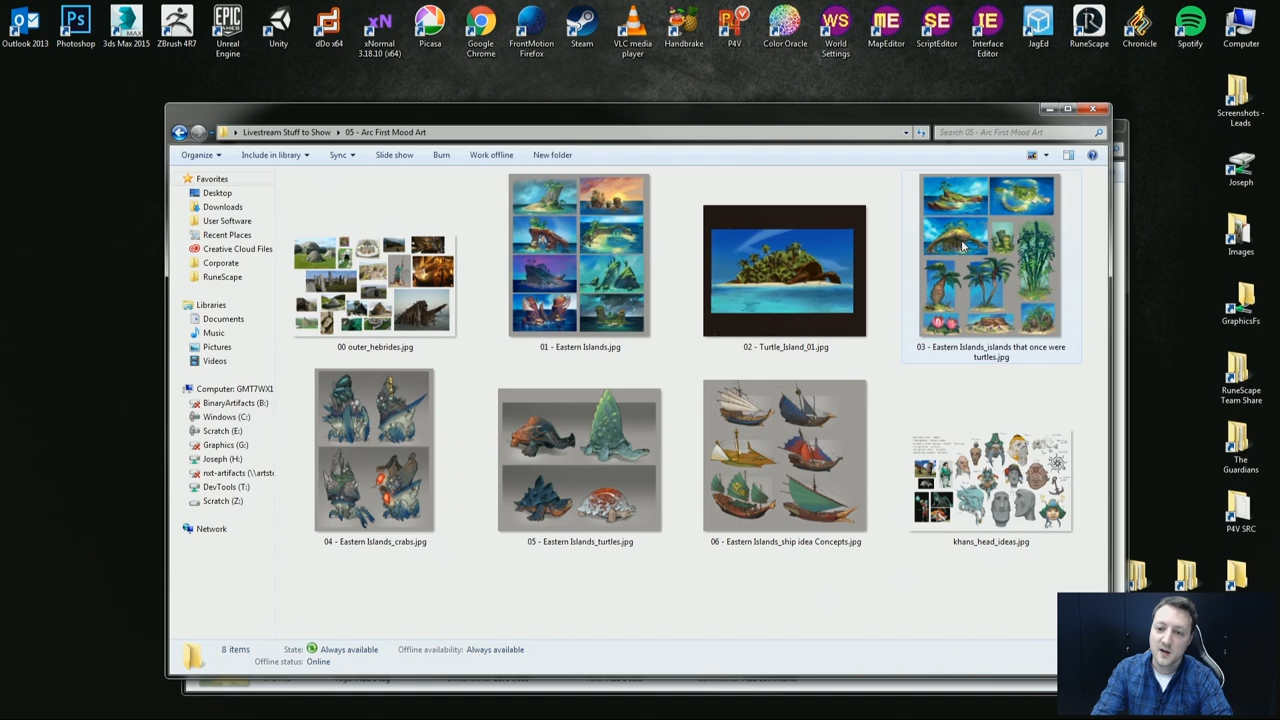 Outlook 2013
Photoshop
3ds Max 2015
ZBrush 4R7
Unreal
Engine
Unity
dDo x64
xNormal
3.18.10 (x64)
Picasa
Google
Chrome
FrontMotion
Firefox
Steam
VLC media
player
Handbrake
P4V
Color Oracle
World
Settings
MapEditor
ScriptEditor
Interface
Editor
JagEd
RuneScape
Chronicle
Spotify
Computer
Livestream Stuff to Show
05 - Arc First Mood Art
Search 05 - Arc First Mood Art
Organize
Include in library
Sync
Slide show
Burn
Work offline
New folder
Favorites
Desktop
Downloads
User Software
Recent Places
Creative Cloud Files
Corporate
RuneScape
Libraries
Documents
Music
Pictures
Videos
Computer: GMT7WX1
BinaryArtifacts (B:)
Windows (C:)
Scratch (E:)
Graphics (G:)
Joseph (H:)
nxt-artifacts (\\artsto
DevTools (T:)
Scratch (Z:)
Network
00 outer_hebrides.jpg
01 - Eastern Islands.jpg
02 - Turtle_Island_01.jpg
03 - Eastern Islands_islands that once were
turtles.jpg
04 - Eastern Islands_crabs.jpg
05 - Eastern Islands_turtles.jpg
06 - Eastern Islands_ship idea Concepts.jpg
khans_head_ideas.jpg
8 items
State:
Always available
Offline availability: Always available
Offline status: Online
Screenshots -
Leads
Joseph
Images
GraphicsFs
RuneScape
Team Share
The
Guardians
P4V SRC